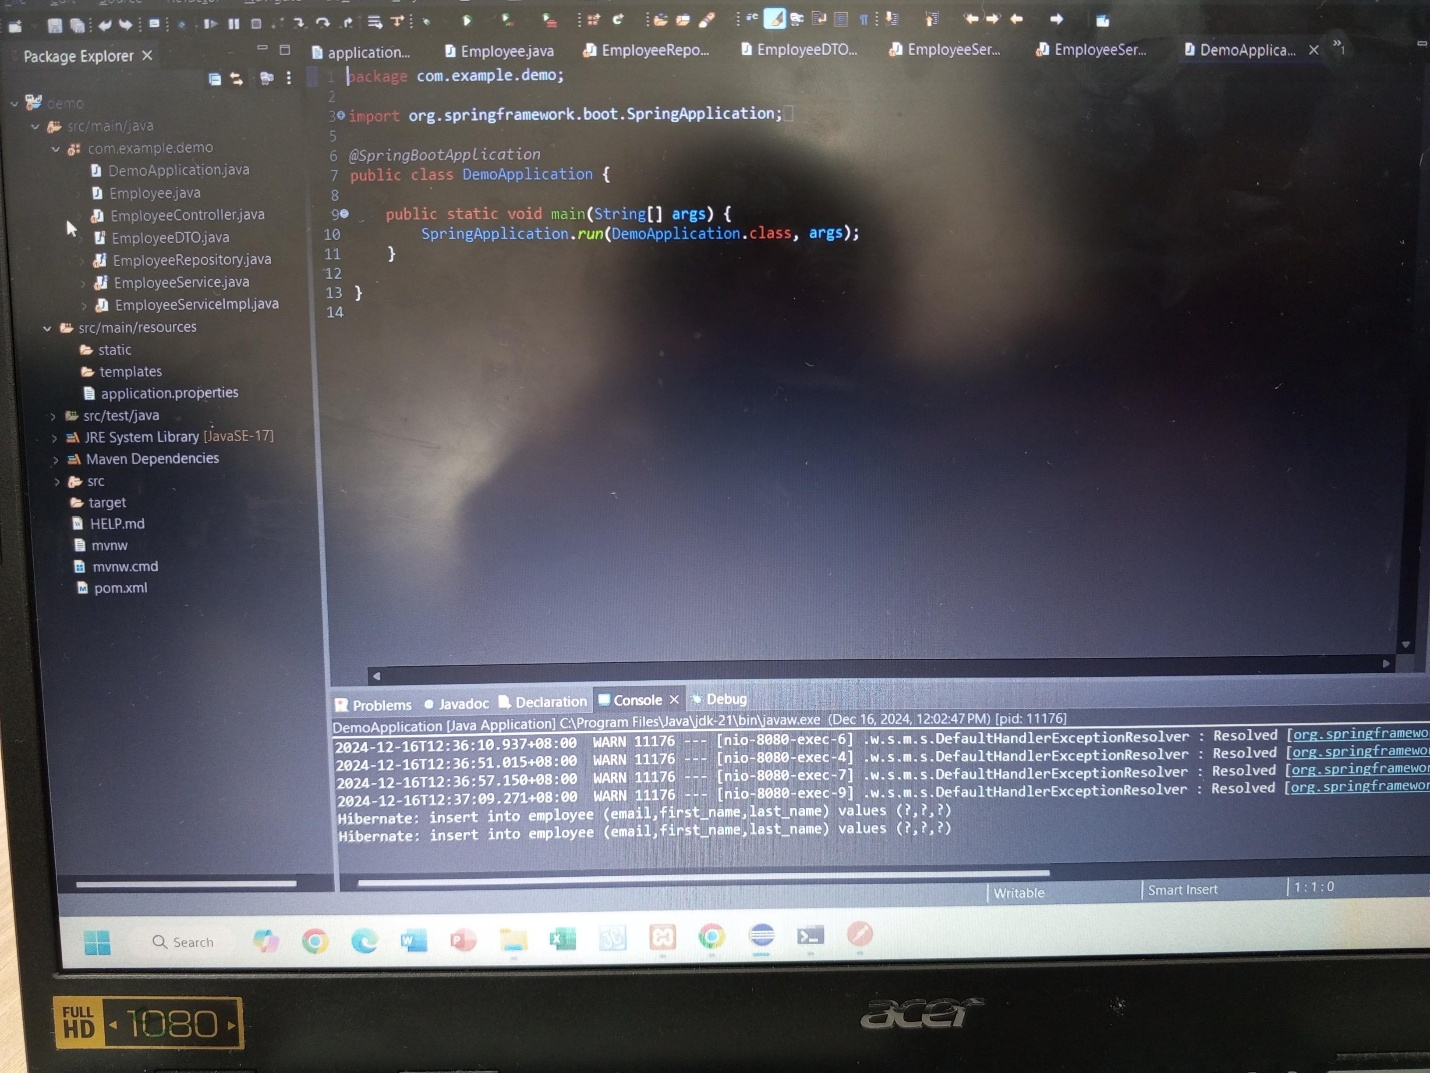 Package Explorer
demo
src/main/java
com.example.demo
DemoApplication.java
Employee.java
EmployeeController.java
EmployeeDTO.java
EmployeeRepository.java
EmployeeService.java
EmployeeServiceImpl.java
src/main/resources
static
templates
application.properties
src/test/java
JRE System Library [JavaSE-17]
Maven Dependencies
src
target
HELP.md
mvnw
mvnw.cmd
pom.xml
application... Employee.java EmployeeRepo... EmployeeDTO... EmployeeSer... EmployeeSer... DemoApplica...
1 package com.example.demo;
2
3 import org.springframework.boot.SpringApplication;
5
6 @SpringBootApplication
7 public class DemoApplication {
8
9 public static void main(String[] args) {
10 SpringApplication.run(DemoApplication.class, args);
11 }
12
13 }
14
Problems Javadoc Declaration Console Debug
DemoApplication [Java Application] C:\Program Files\Java\jdk-21\bin\javaw.exe (Dec 16, 2024, 12:02:47 PM) [pid: 11176]
2024-12-16T12:36:10.937+08:00 WARN 11176 --- [nio-8080-exec-6] .w.s.m.s.DefaultHandlerExceptionResolver : Resolved [org.springframewo
2024-12-16T12:36:51.015+08:00 WARN 11176 --- [nio-8080-exec-4] .w.s.m.s.DefaultHandlerExceptionResolver : Resolved [org.springframewo
2024-12-16T12:36:57.150+08:00 WARN 11176 --- [nio-8080-exec-7] .w.s.m.s.DefaultHandlerExceptionResolver : Resolved [org.springframewor
2024-12-16T12:37:09.271+08:00 WARN 11176 --- [nio-8080-exec-9] .w.s.m.s.DefaultHandlerExceptionResolver : Resolved [org.springframewor
Hibernate: insert into employee (email,first_name,last_name) values (?,?,?)
Hibernate: insert into employee (email,first_name,last_name) values (?,?,?)
Writable Smart Insert 1 : 1 : 0
Search
FULL HD 1080
acer